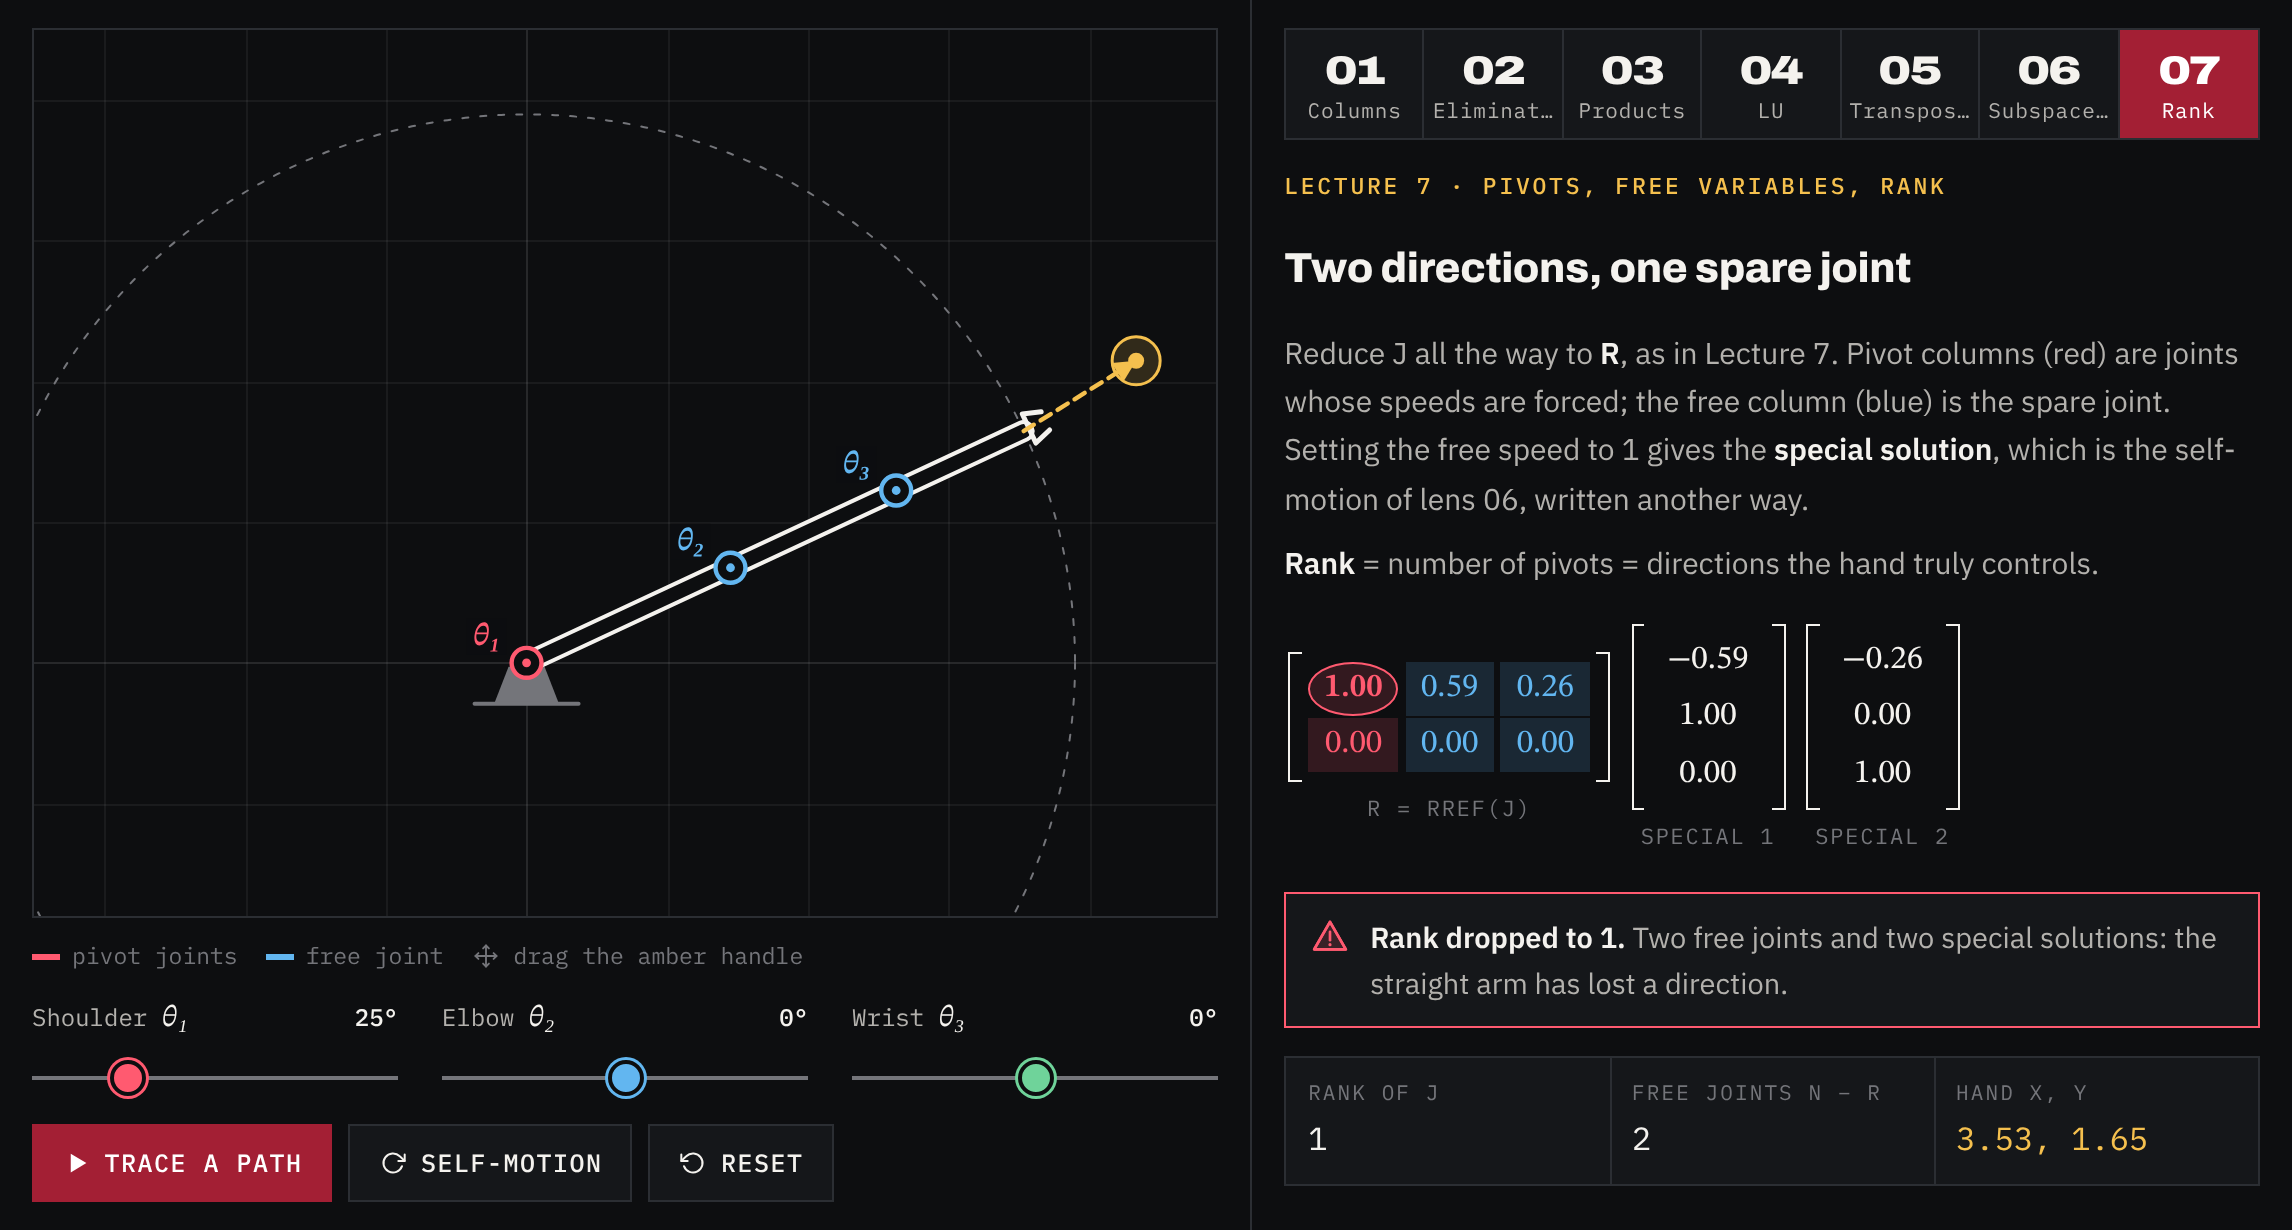 θ3
θ2
θ1
pivot joints free joint drag the amber handle
Shoulder θ1 25° Elbow θ2 0° Wrist θ3 0°
TRACE A PATH SELF-MOTION RESET
01 02 03 04 05 06 07
Columns Eliminat… Products LU Transpos… Subspace… Rank
LECTURE 7 · PIVOTS, FREE VARIABLES, RANK
Two directions, one spare joint
Reduce J all the way to R, as in Lecture 7. Pivot columns (red) are joints
whose speeds are forced; the free column (blue) is the spare joint.
Setting the free speed to 1 gives the special solution, which is the self-
motion of lens 06, written another way.
Rank = number of pivots = directions the hand truly controls.
1.00 0.59 0.26
0.00 0.00 0.00
R = RREF(J)
−0.59
1.00
0.00
SPECIAL 1
−0.26
0.00
1.00
SPECIAL 2
Rank dropped to 1. Two free joints and two special solutions: the
straight arm has lost a direction.
RANK OF J FREE JOINTS N − R HAND X, Y
1 2 3.53, 1.65